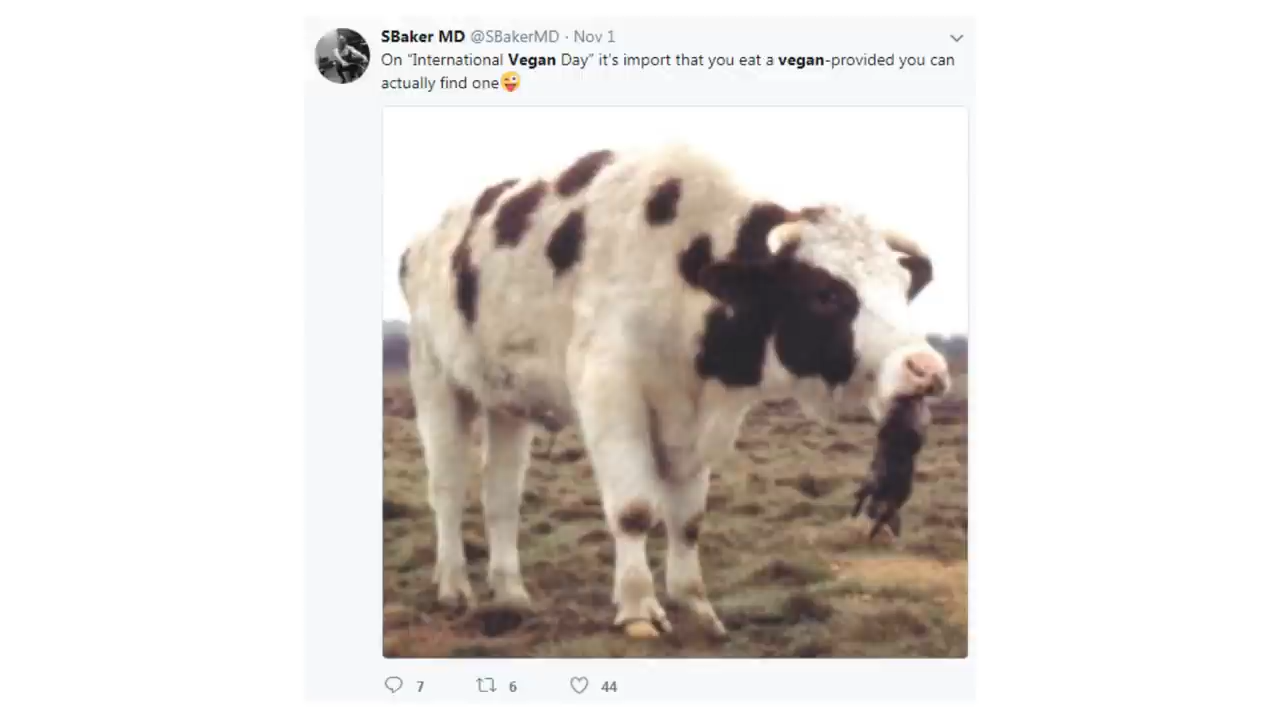 SBaker MD @SBakerMD · Nov 1
On “International Vegan Day” it's import that you eat a vegan-provided you can
actually find one😜
7 6 44